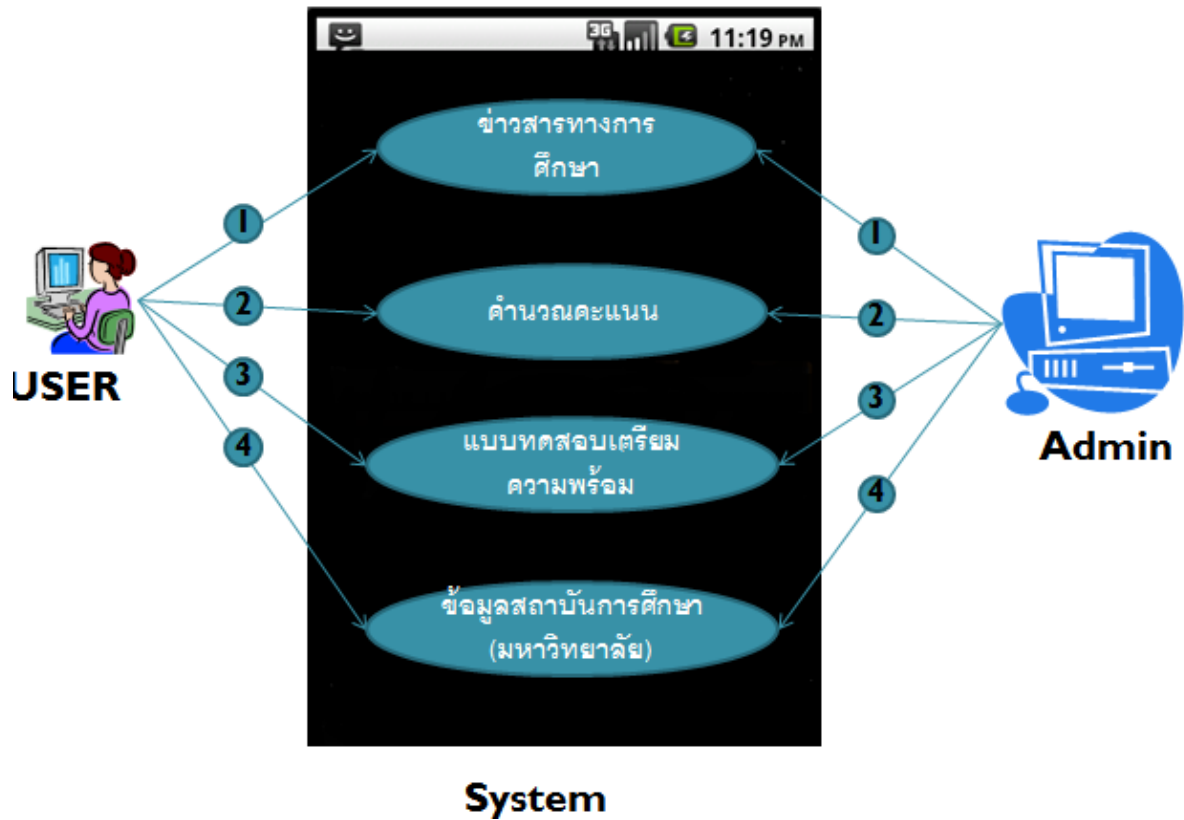 3G
11:19 PM
ข่าวสารทางการ
ศึกษา
คำนวณคะแนน
แบบทดสอบเตรียม
ความพร้อม
ข้อมูลสถาบันการศึกษา
(มหาวิทยาลัย)
1
2
3
4
USER
1
2
3
4
Admin
System